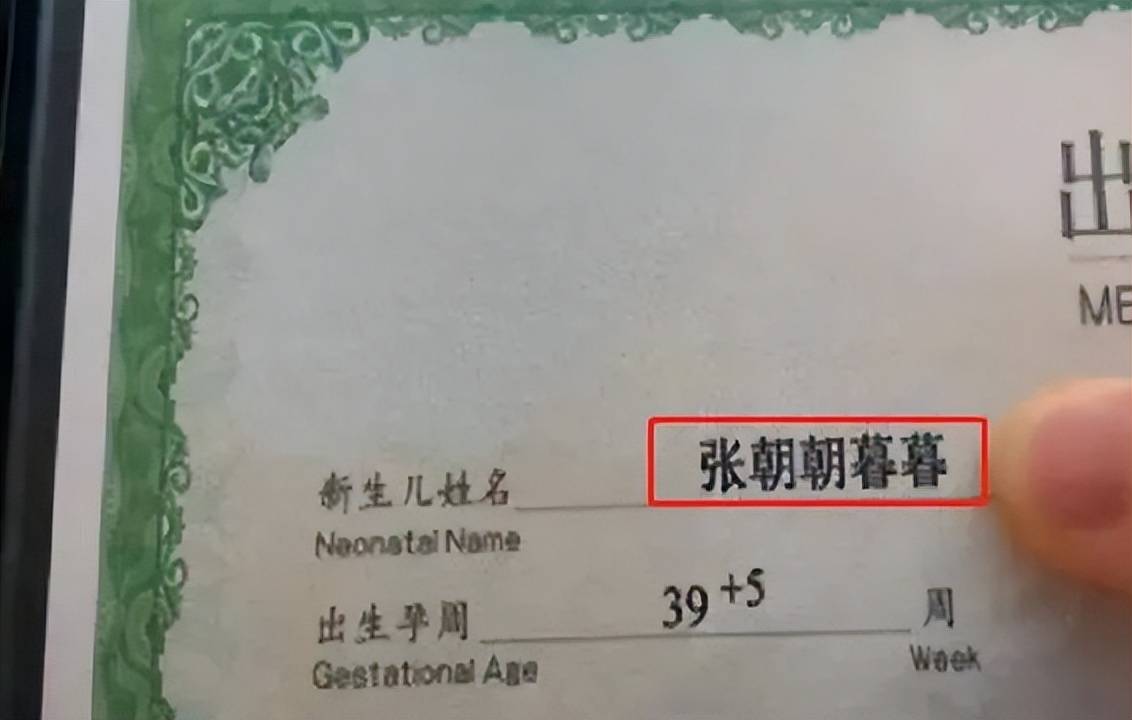 出
ME
新生儿姓名 张朝朝暮暮
Neonatal Name
出生孕周 39+5 周
Gestational Age Week